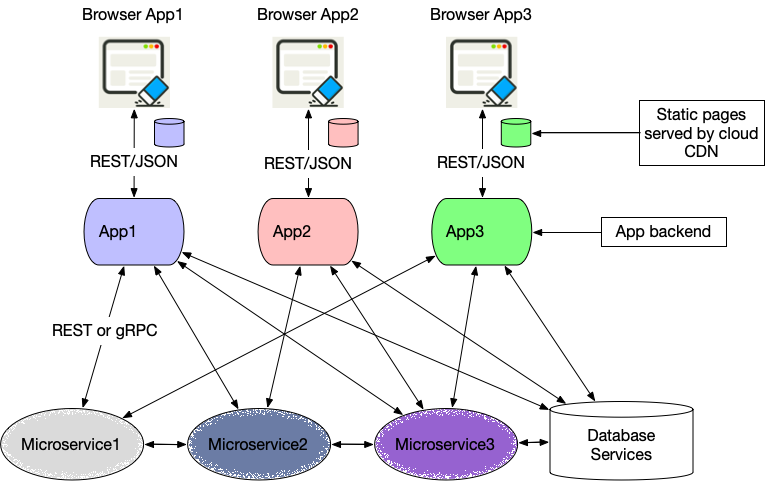 Browser App1
Browser App2
Browser App3
Static pages
served by cloud
CDN
REST/JSON
REST/JSON
REST/JSON
App1
App2
App3
App backend
REST or gRPC
Microservice1
Microservice2
Microservice3
Database
Services